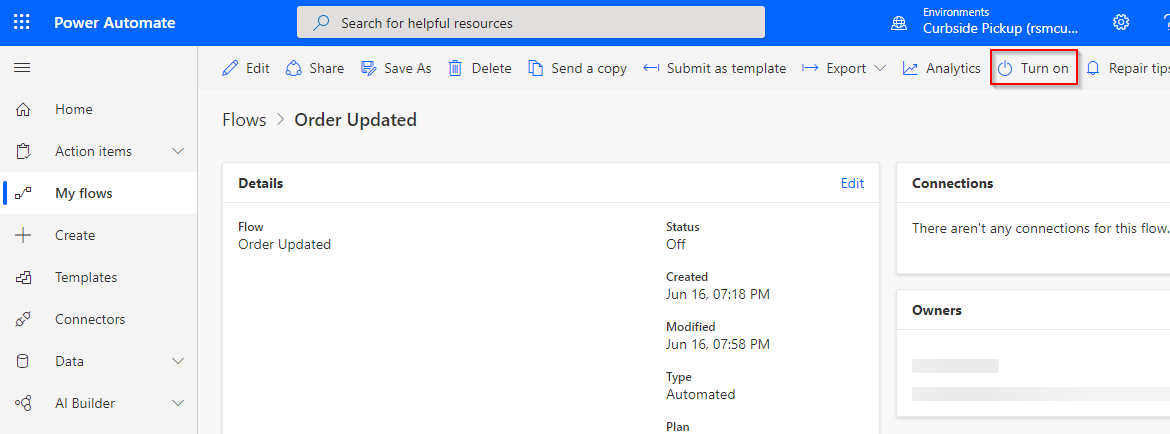 Power Automate
Search for helpful resources
Environments
Curbside Pickup (rsmcu...
Edit
Share
Save As
Delete
Send a copy
Submit as template
Export
Analytics
Turn on
Repair tips
Home
Action items
My flows
Create
Templates
Connectors
Data
AI Builder
Flows > Order Updated
Details
Edit
Flow
Order Updated
Status
Off
Created
Jun 16, 07:18 PM
Modified
Jun 16, 07:58 PM
Type
Automated
Plan
Connections
There aren't any connections for this flow.
Owners